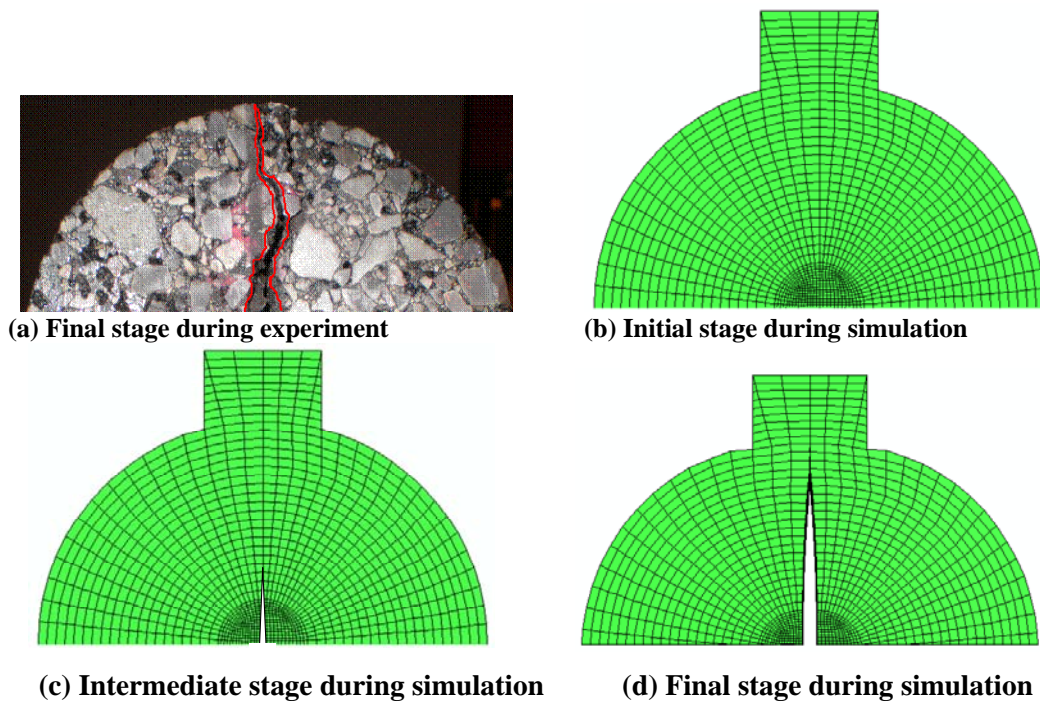 (a) Final stage during experiment
(b) Initial stage during simulation
(c) Intermediate stage during simulation
(d) Final stage during simulation